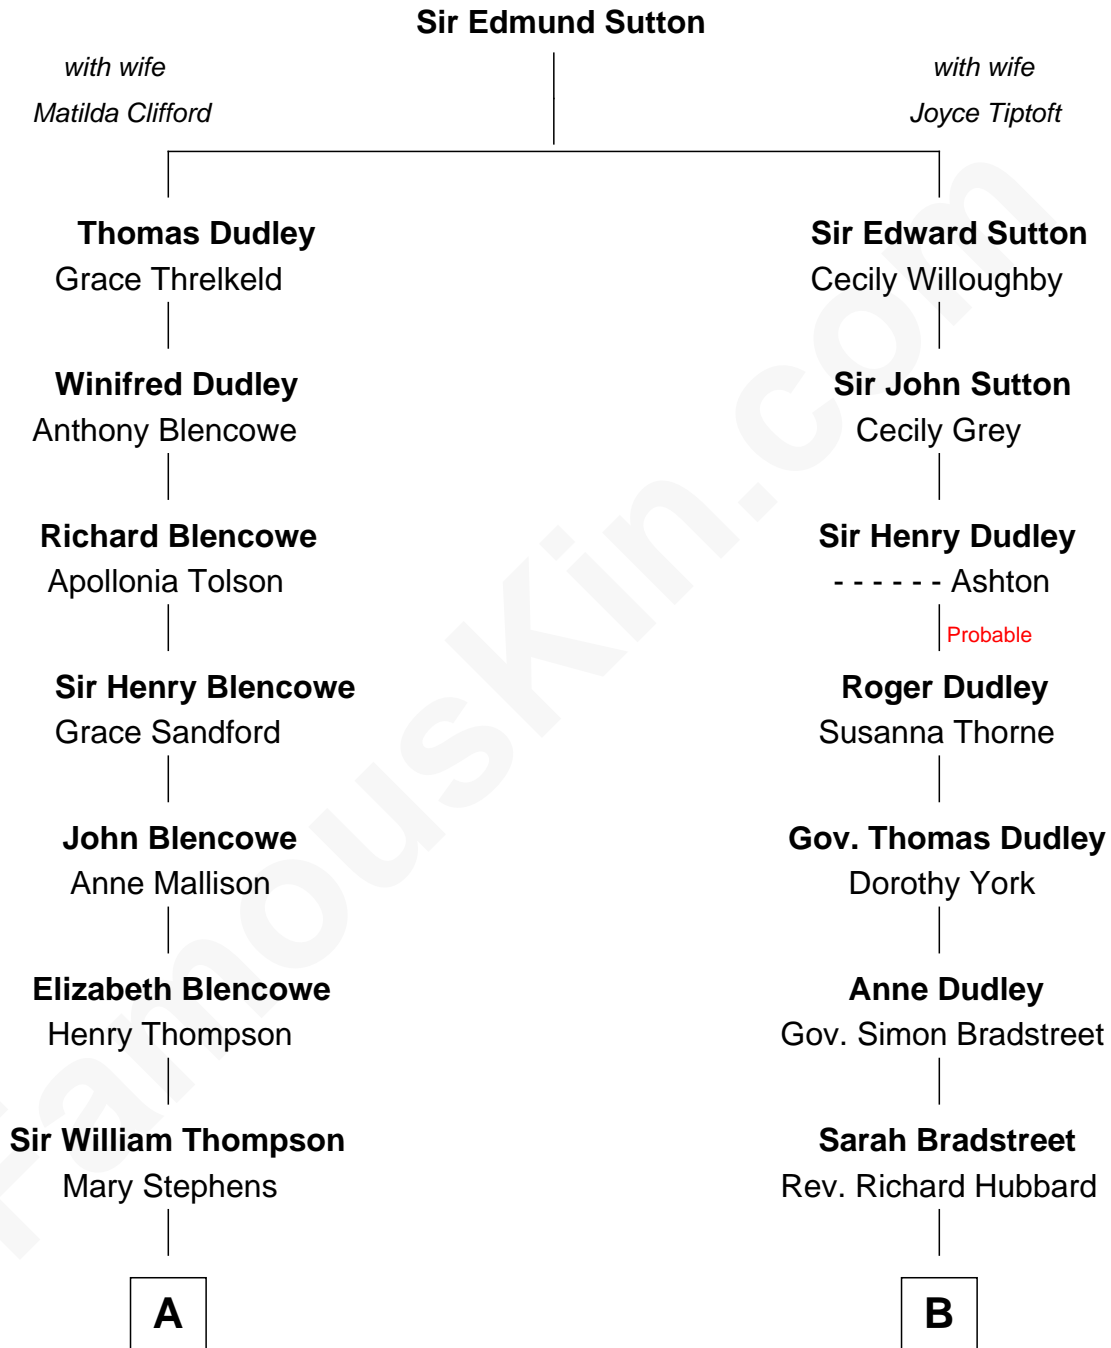 Sir Edmund Sutton
with wife
Matilda Clifford
with wife
Joyce Tiptoft
Thomas Dudley
Grace Threlkeld
Sir Edward Sutton
Cecily Willoughby
Winifred Dudley
Anthony Blencowe
Sir John Sutton
Cecily Grey
Richard Blencowe
Apollonia Tolson
Sir Henry Dudley
- - - - - - Ashton
Probable
Sir Henry Blencowe
Grace Sandford
Roger Dudley
Susanna Thorne
John Blencowe
Anne Mallison
Gov. Thomas Dudley
Dorothy York
Elizabeth Blencowe
Henry Thompson
Anne Dudley
Gov. Simon Bradstreet
Sir William Thompson
Mary Stephens
Sarah Bradstreet
Rev. Richard Hubbard
A
B
FamousKin.com